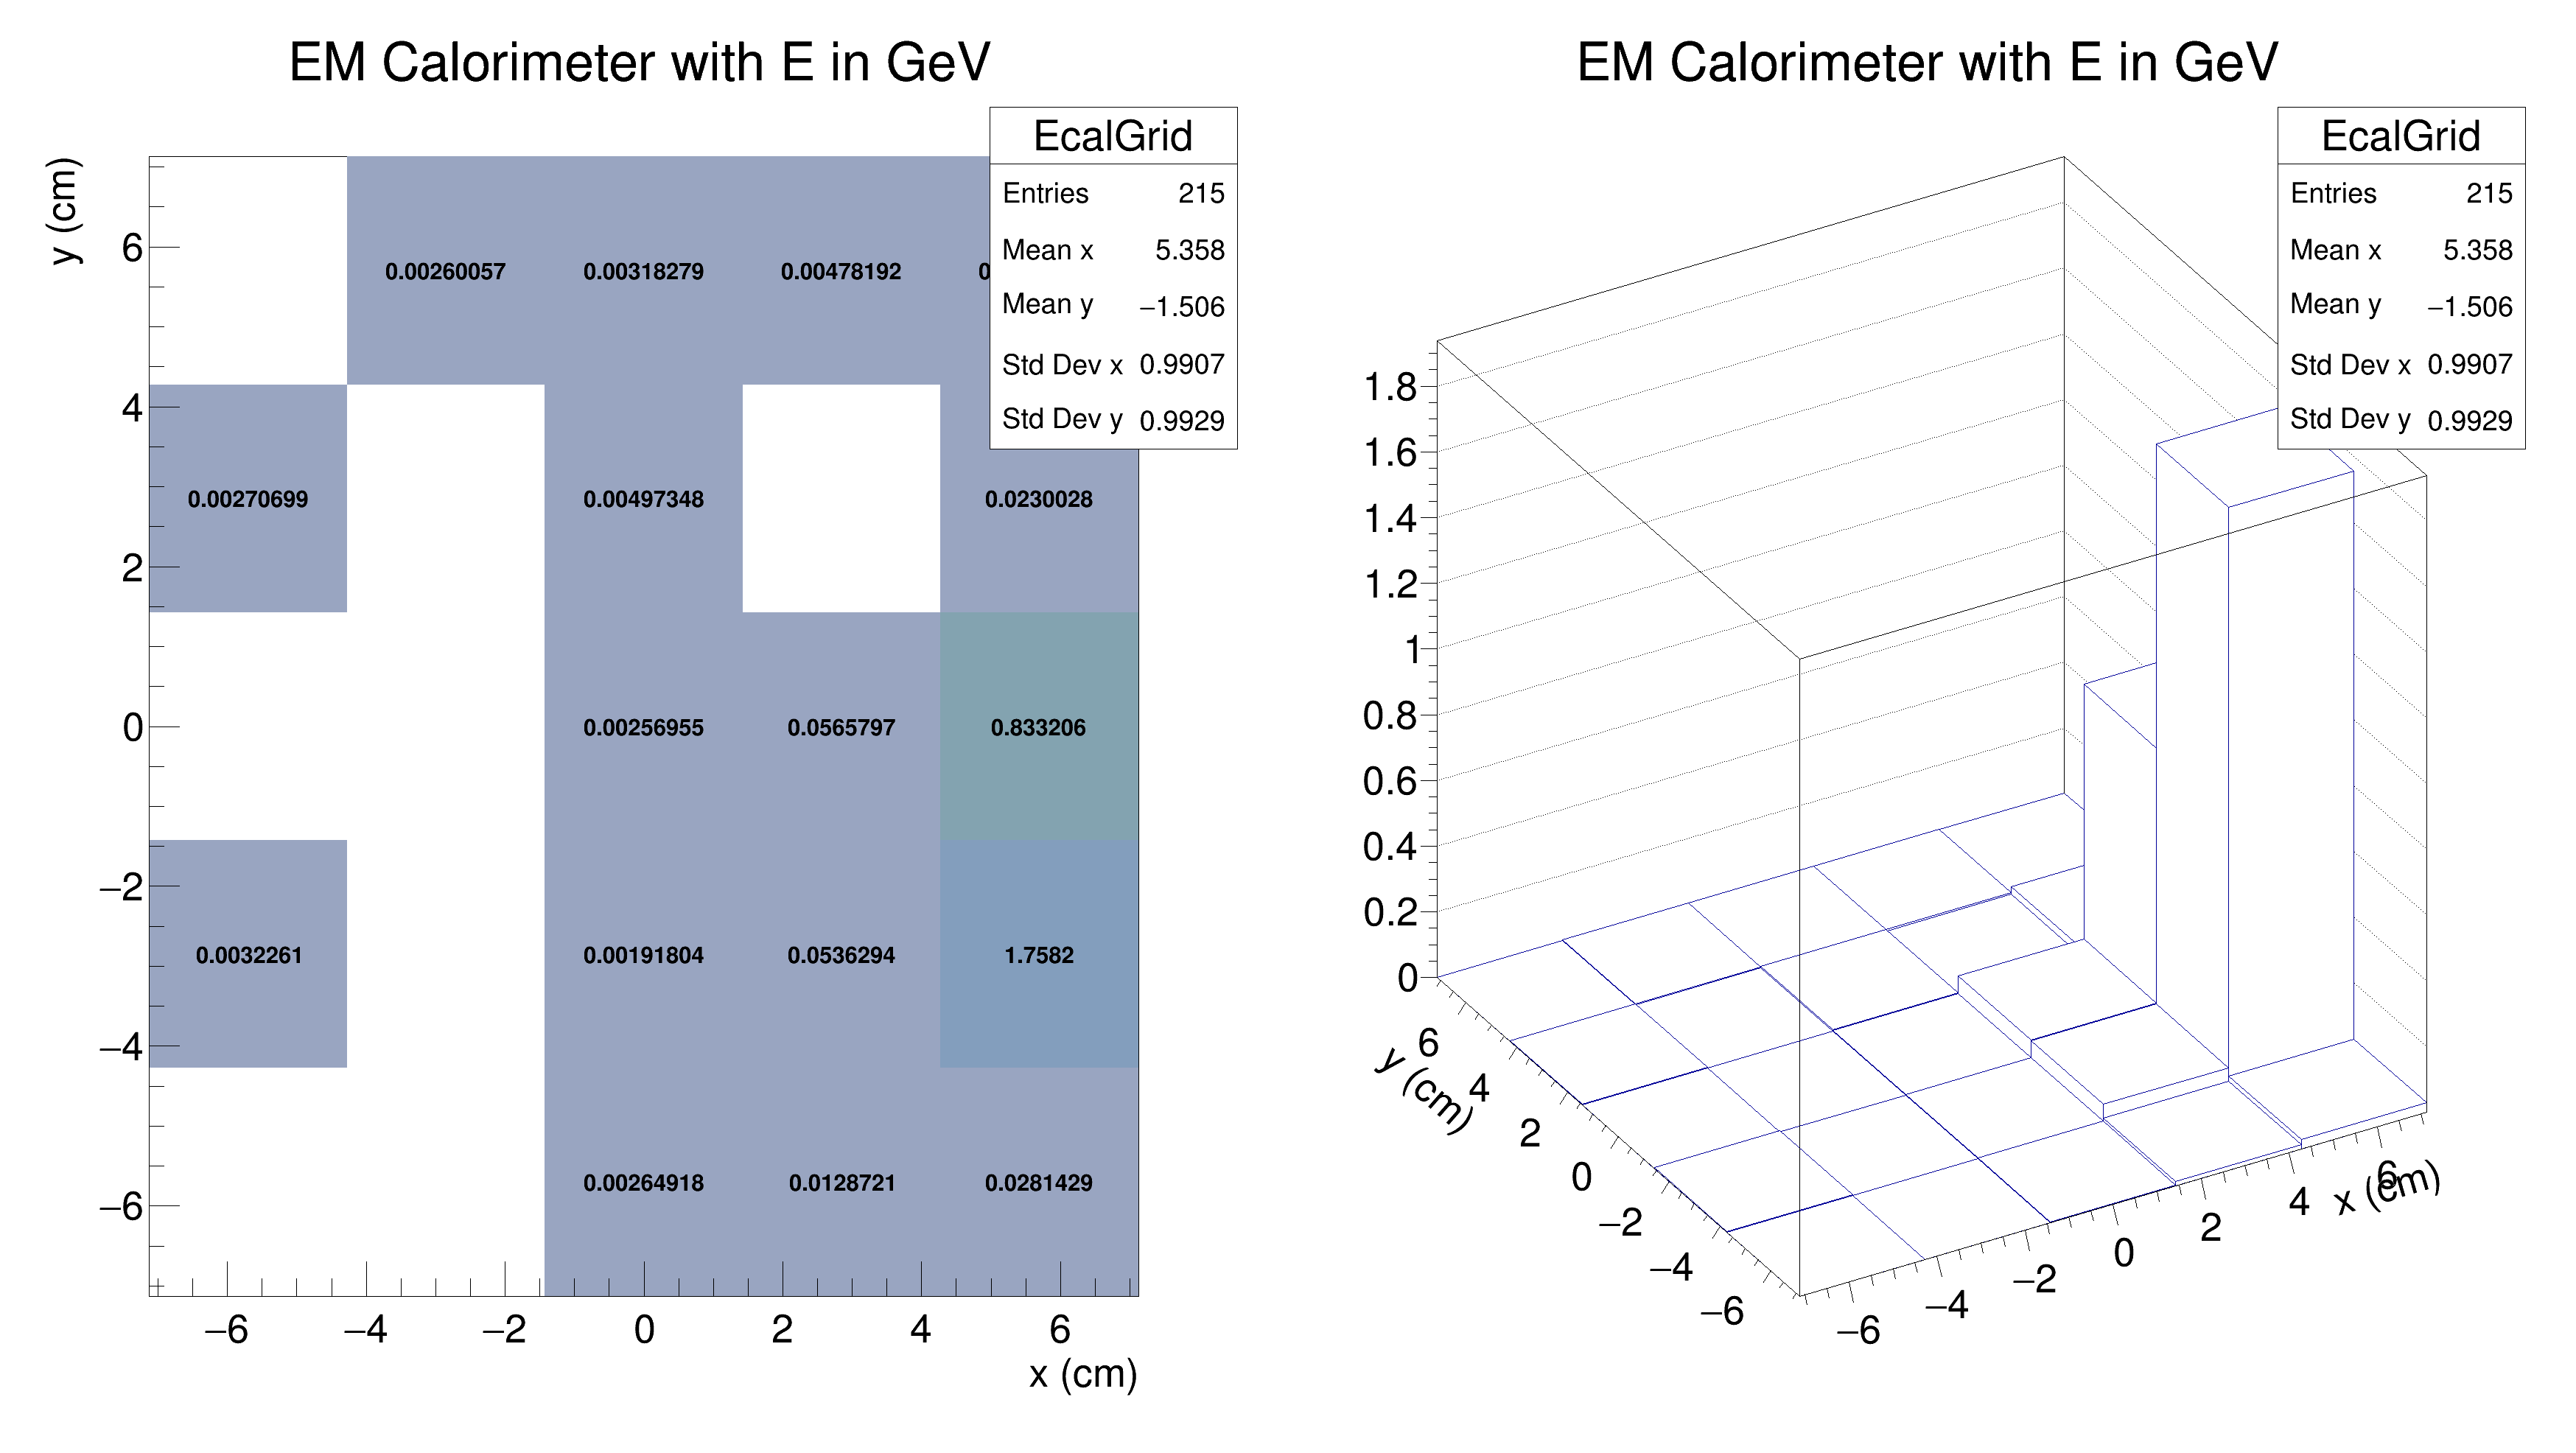 EM Calorimeter with E in GeV
EcalGrid
Entries 215
Mean x 5.358
Mean y −1.506
Std Dev x 0.9907
Std Dev y 0.9929
y (cm)
6
4
2
0
−2
−4
−6
0.00260057 0.00318279 0.00478192 0
0.00270699 0.00497348 0.0230028
0.00256955 0.0565797 0.833206
0.0032261 0.00191804 0.0536294 1.7582
0.00264918 0.0128721 0.0281429
−6 −4 −2 0 2 4 6
x (cm)
EM Calorimeter with E in GeV
EcalGrid
Entries 215
Mean x 5.358
Mean y −1.506
Std Dev x 0.9907
Std Dev y 0.9929
1.8
1.6
1.4
1.2
1
0.8
0.6
0.4
0.2
0
y (cm)
6
4
2
0
−2
−4
−6
−6 −4 −2 0 2 4 6
x (cm)